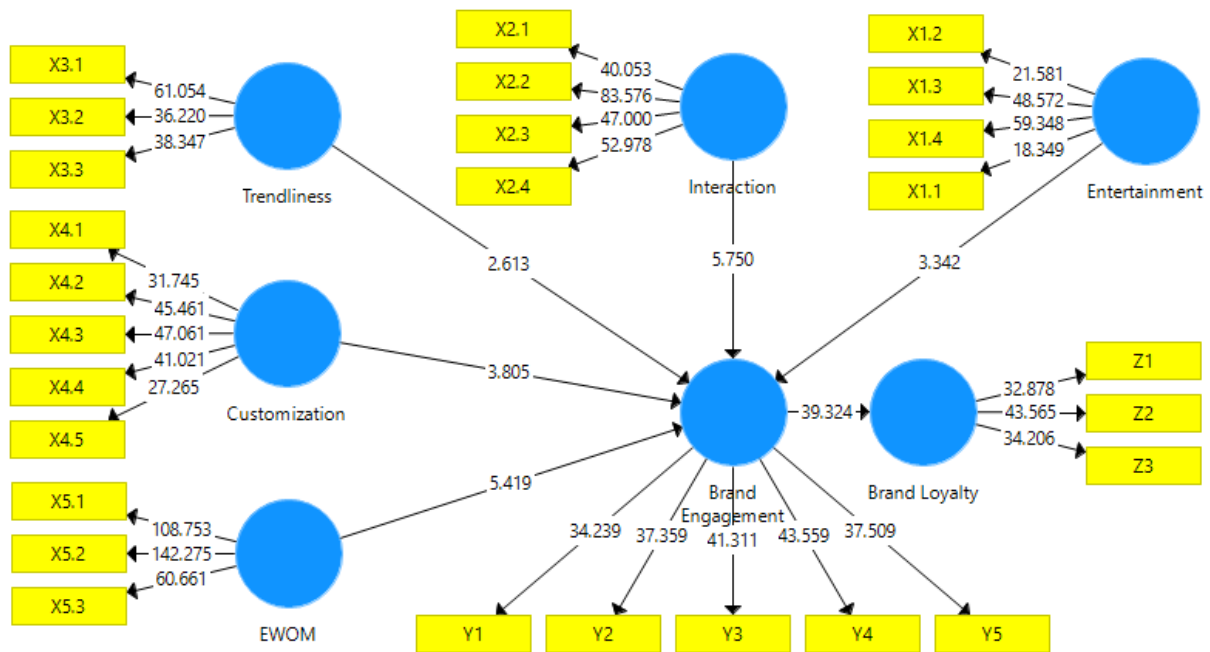 X3.1
61.054
X3.2
36.220
X3.3
38.347
Trendliness
X2.1
40.053
X2.2
83.576
X2.3
47.000
X2.4
52.978
Interaction
X1.2
21.581
X1.3
48.572
X1.4
59.348
X1.1
18.349
Entertainment
2.613
5.750
3.342
X4.1
31.745
X4.2
45.461
X4.3
47.061
X4.4
41.021
X4.5
27.265
Customization
3.805
X5.1
108.753
X5.2
142.275
X5.3
60.661
EWOM
5.419
Brand
Engagement
39.324
Brand Loyalty
32.878
Z1
43.565
Z2
34.206
Z3
34.239
37.359
41.311
43.559
37.509
Y1
Y2
Y3
Y4
Y5